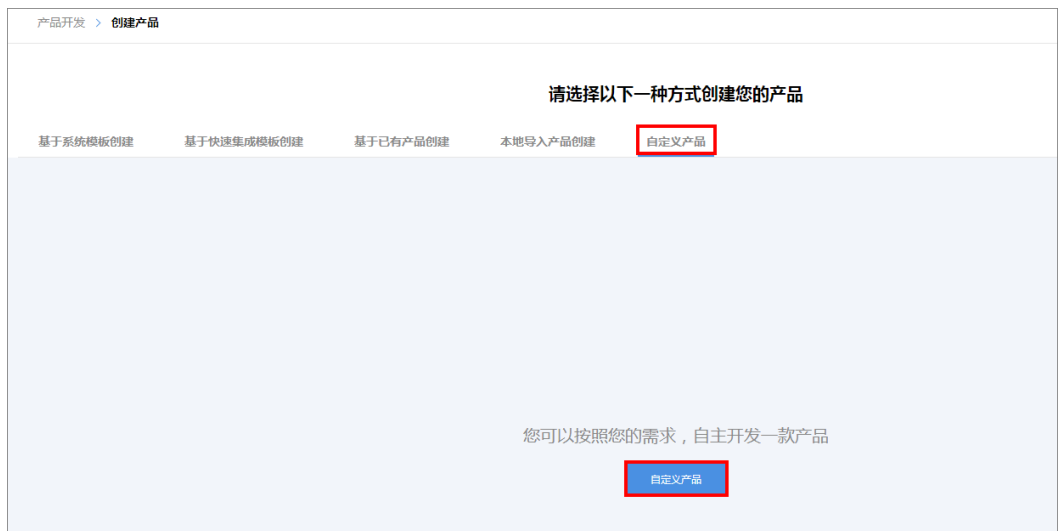 产品开发 > 创建产品
请选择以下一种方式创建您的产品
基于系统模板创建 基于快速集成模板创建 基于已有产品创建 本地导入产品创建 自定义产品
您可以按照您的需求，自主开发一款产品
自定义产品